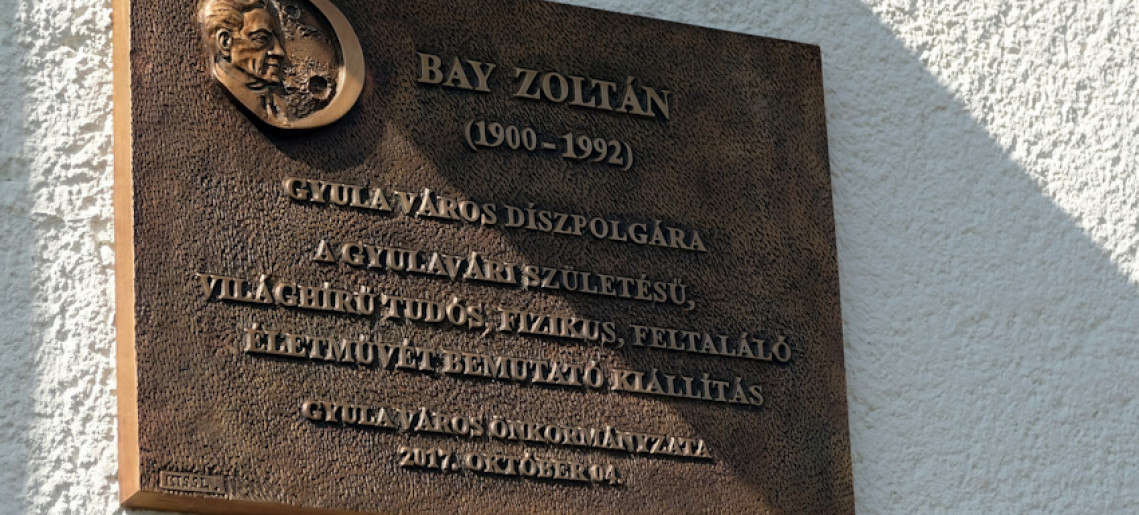 BAY ZOLTÁN
(1900 – 1992)
GYULA VÁROS DÍSZPOLGÁRA
A GYULAVÁRI SZÜLETÉSŰ,
VILÁGHÍRŰ TUDÓS, FIZIKUS, FELTALÁLÓ
ÉLETMŰVÉT BEMUTATÓ KIÁLLÍTÁS
GYULA VÁROS ÖNKORMÁNYZATA
2017. OKTÓBER 04.